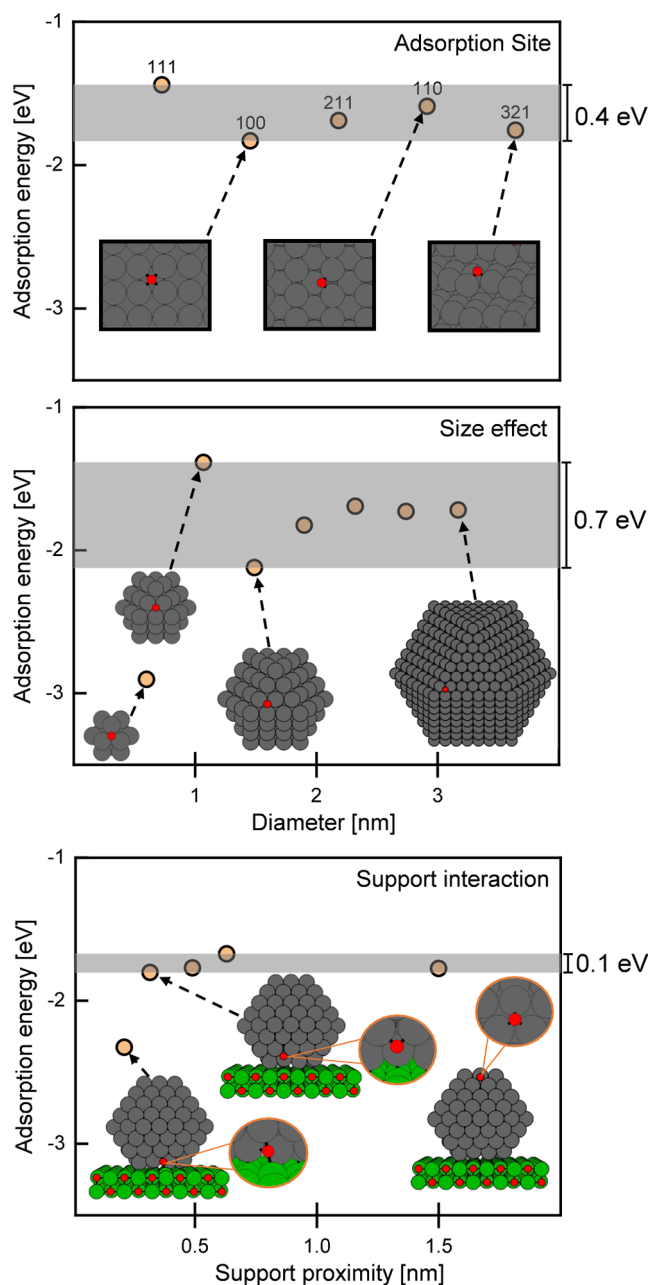 -1
Adsorption Site
111
100
211
110
321
0.4 eV
-2
-3
Adsorption energy [eV]
-1
Size effect
0.7 eV
-2
-3
Adsorption energy [eV]
1
2
3
Diameter [nm]
-1
Support interaction
0.1 eV
-2
-3
Adsorption energy [eV]
0.5
1.0
1.5
Support proximity [nm]